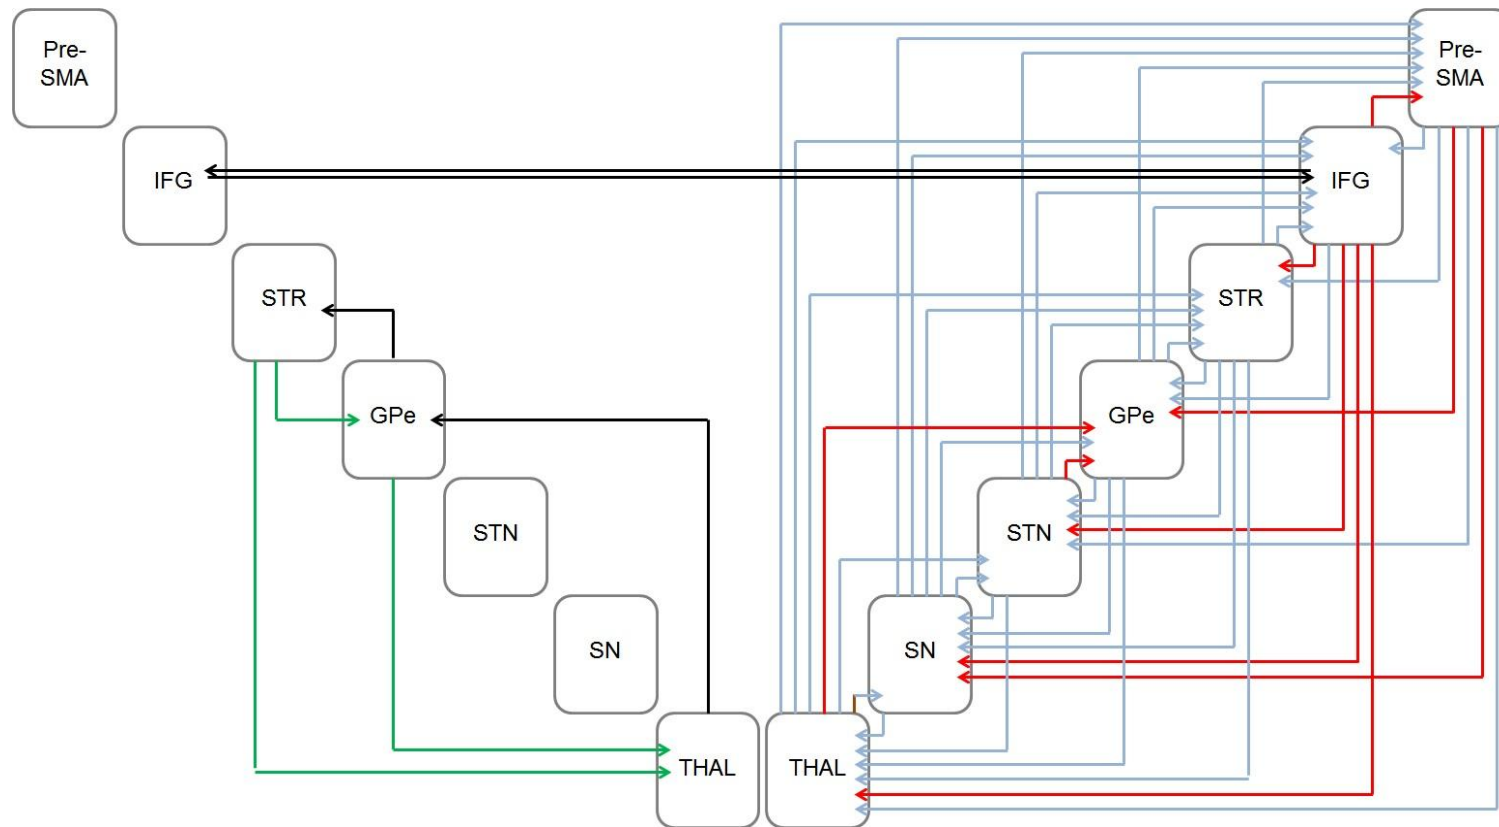 Pre-
SMA
Pre-
SMA
IFG
IFG
STR
STR
GPe
GPe
STN
STN
SN
SN
THAL
THAL